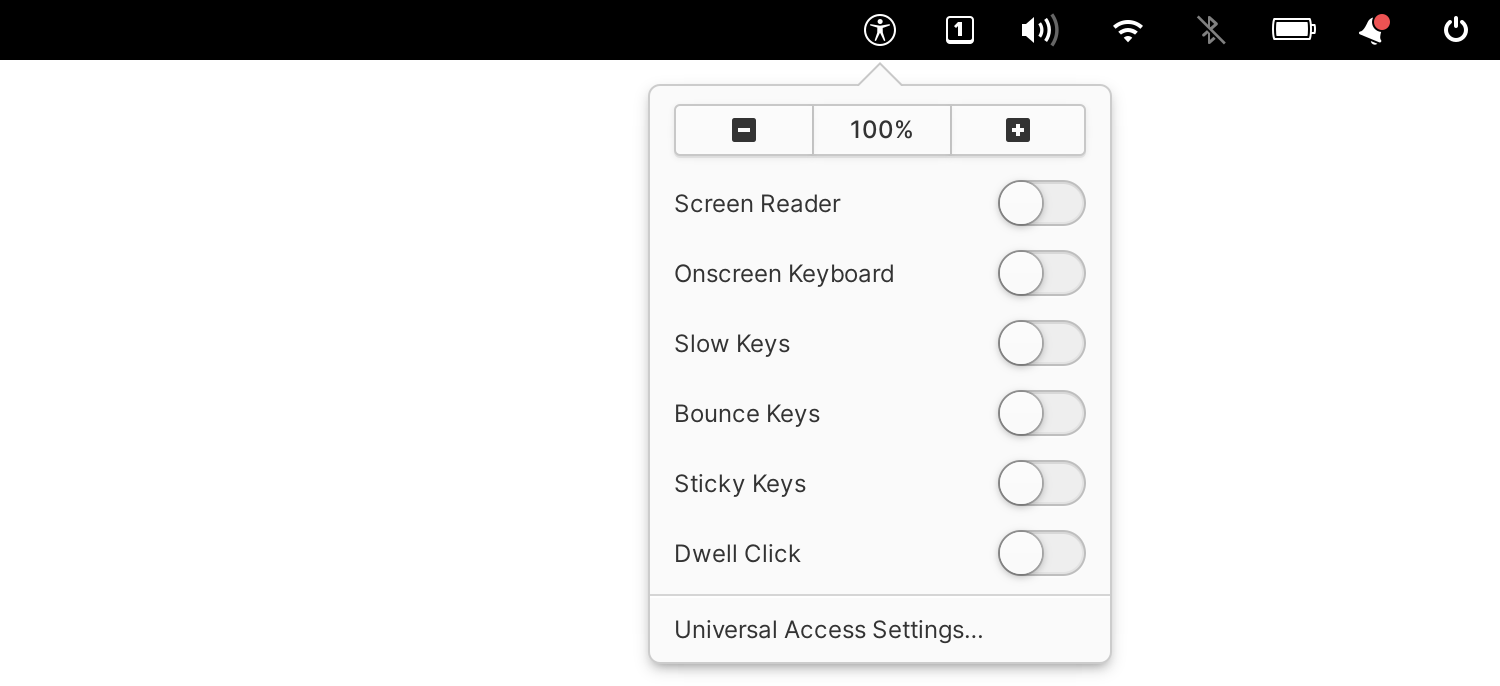 1
100%
Screen Reader
Onscreen Keyboard
Slow Keys
Bounce Keys
Sticky Keys
Dwell Click
Universal Access Settings…